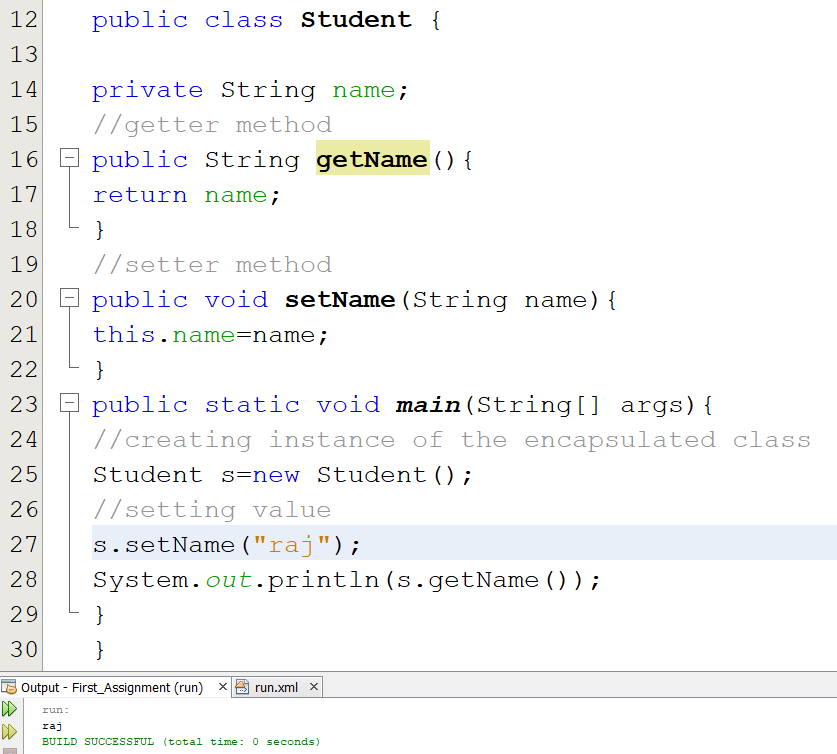 12 public class Student {
13
14 private String name;
15 //getter method
16 public String getName(){
17 return name;
18 }
19 //setter method
20 public void setName(String name){
21 this.name=name;
22 }
23 public static void main(String[] args){
24 //creating instance of the encapsulated class
25 Student s=new Student();
26 //setting value
27 s.setName("raj");
28 System.out.println(s.getName());
29 }
30 }
Output - First_Assignment (run) × run.xml ×
run:
raj
BUILD SUCCESSFUL (total time: 0 seconds)